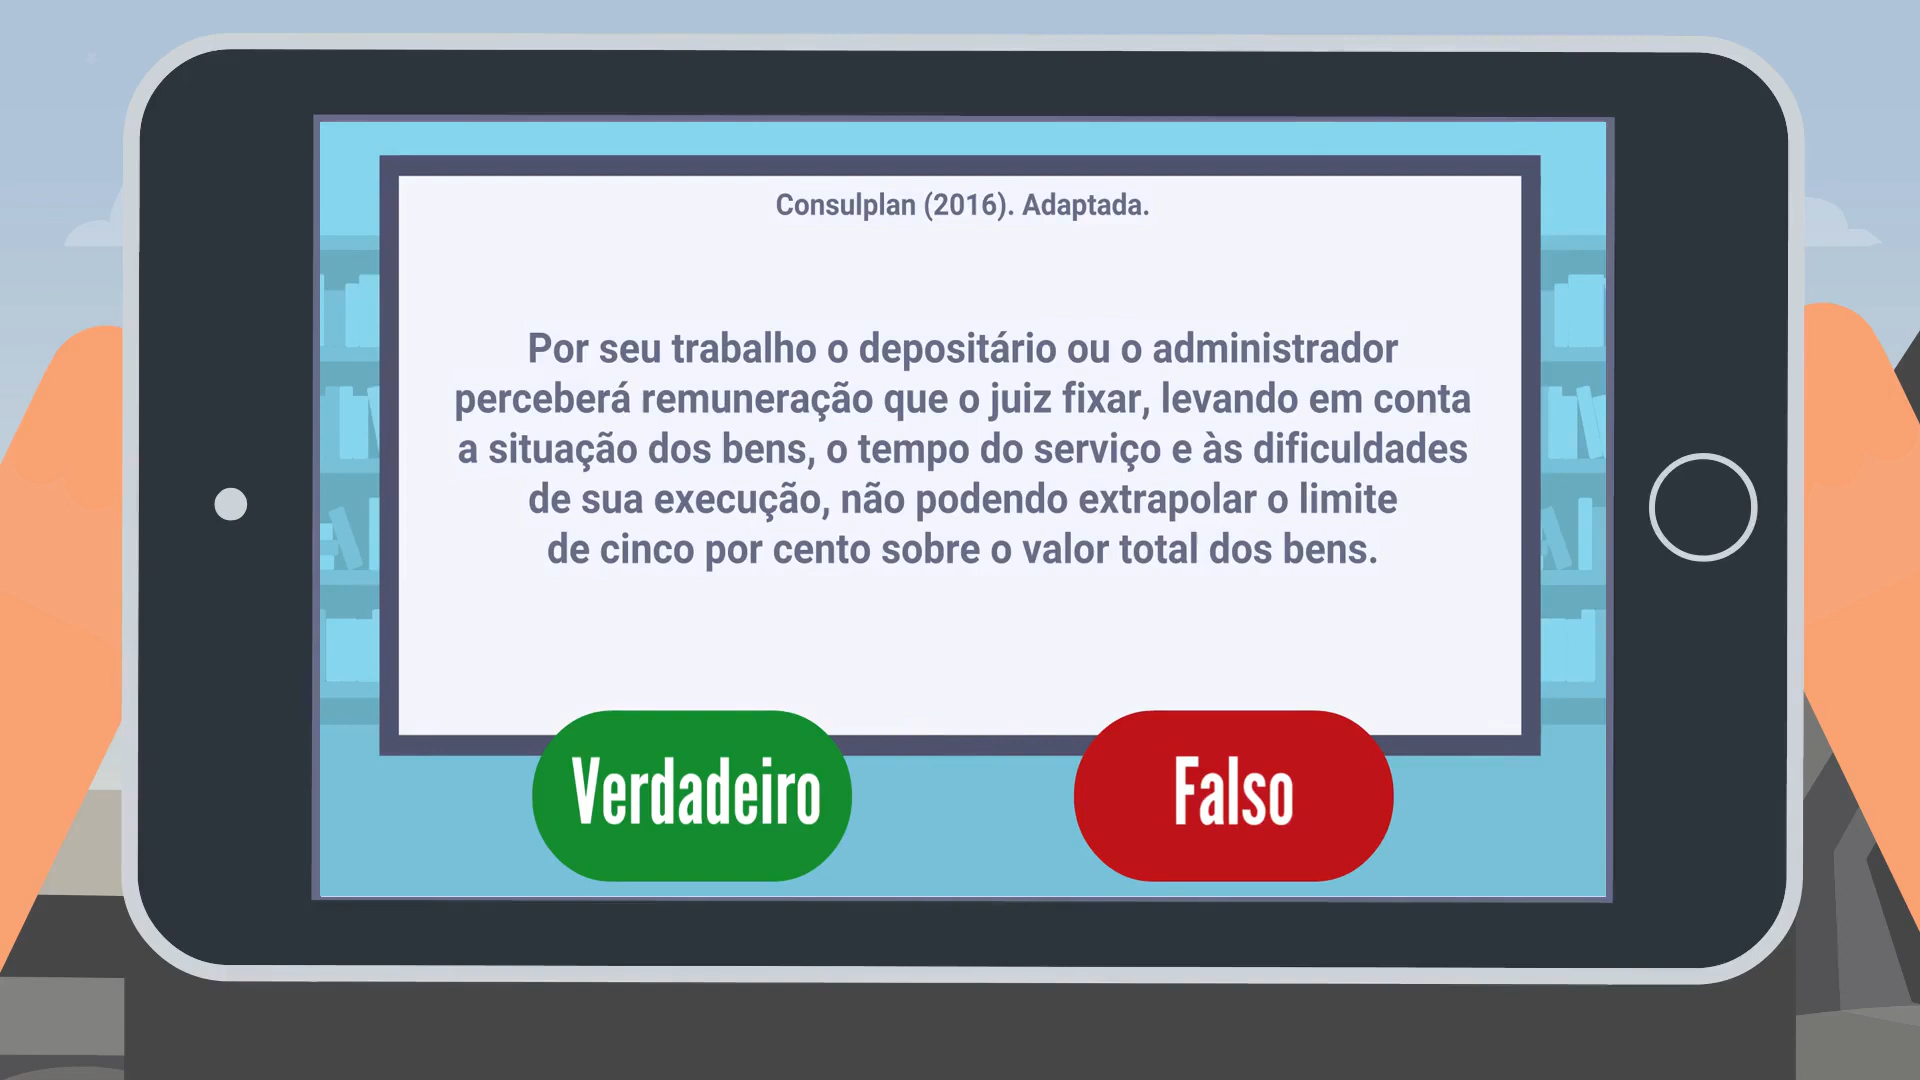 Consulplan (2016). Adaptada.
Por seu trabalho o depositário ou o administrador
perceberá remuneração que o juiz fixar, levando em conta
a situação dos bens, o tempo do serviço e às dificuldades
de sua execução, não podendo extrapolar o limite
de cinco por cento sobre o valor total dos bens.
Verdadeiro
Falso